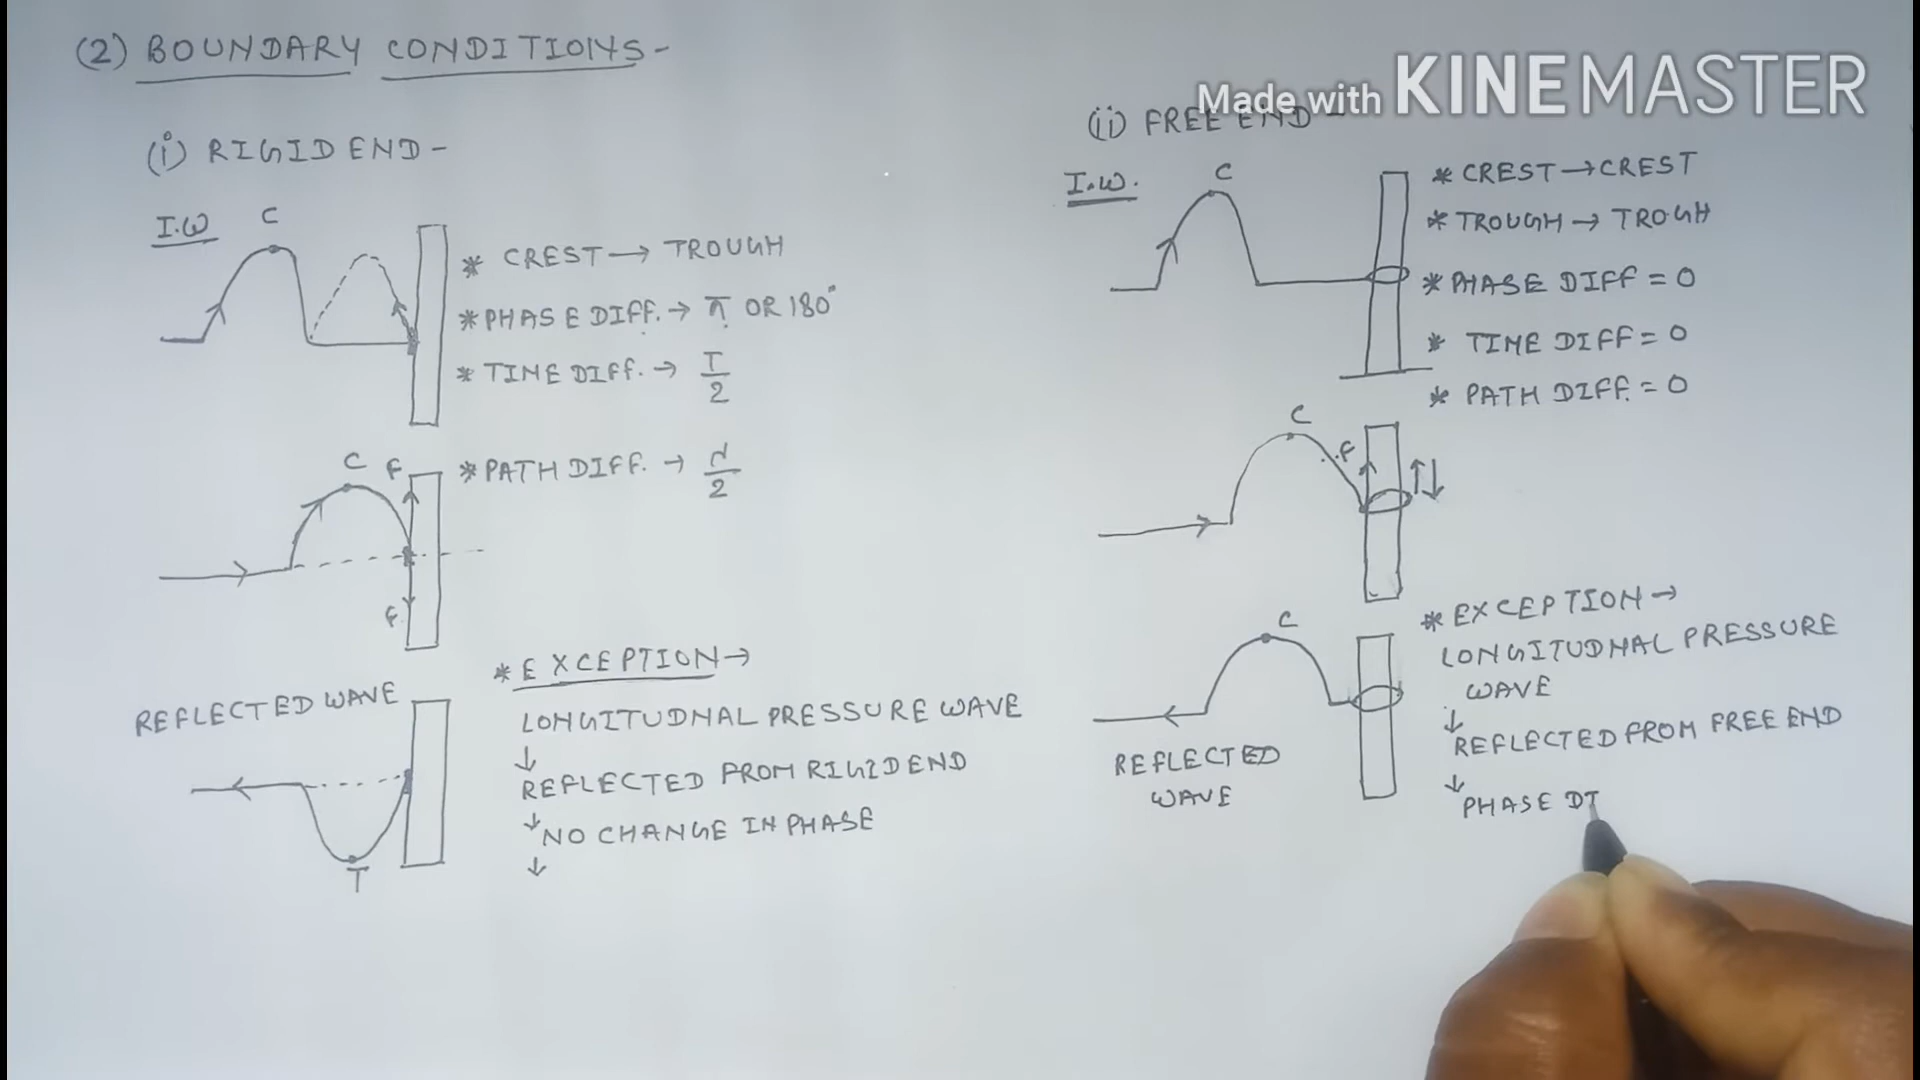 (2) BOUNDARY CONDITIONS-
Made with KINEMASTER
(i) RIGID END-
I.W
C
* CREST → TROUGH
* PHASE DIFF. → π OR 180°
* TIME DIFF. → T/2
C F
* PATH DIFF. → λ/2
F
REFLECTED WAVE
T
* EXCEPTION →
LONGITUDNAL PRESSURE WAVE
↓
REFLECTED FROM RIGID END
↓
NO CHANGE IN PHASE
↓
(ii) FREE END-
I.W.
C
* CREST → CREST
* TROUGH → TROGH
* PHASE DIFF = 0
* TIME DIFF = 0
* PATH DIFF. = 0
C
F
↑↓
C
REFLECTED
WAVE
* EXCEPTION →
LONGITUDNAL PRESSURE
WAVE
↓
REFLECTED FROM FREE END
↓
PHASE DI